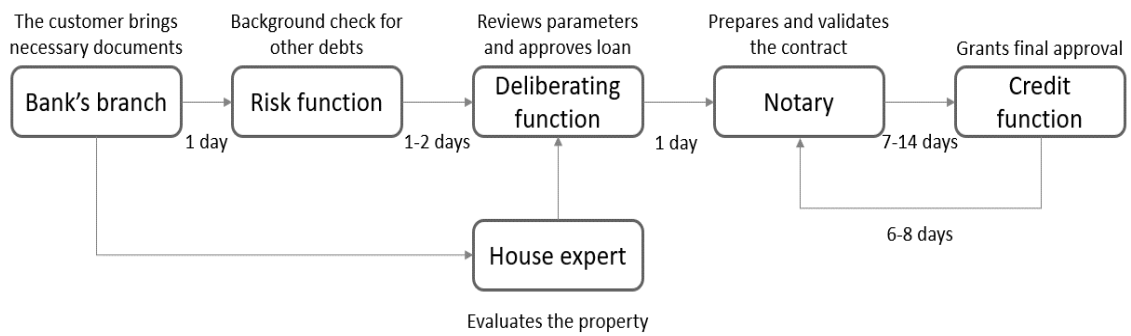 The customer brings
necessary documents
Bank's branch
1 day
Background check for
other debts
Risk function
1-2 days
Reviews parameters
and approves loan
Deliberating
function
1 day
Prepares and validates
the contract
Notary
7-14 days
Grants final approval
Credit
function
6-8 days
House expert
Evaluates the property